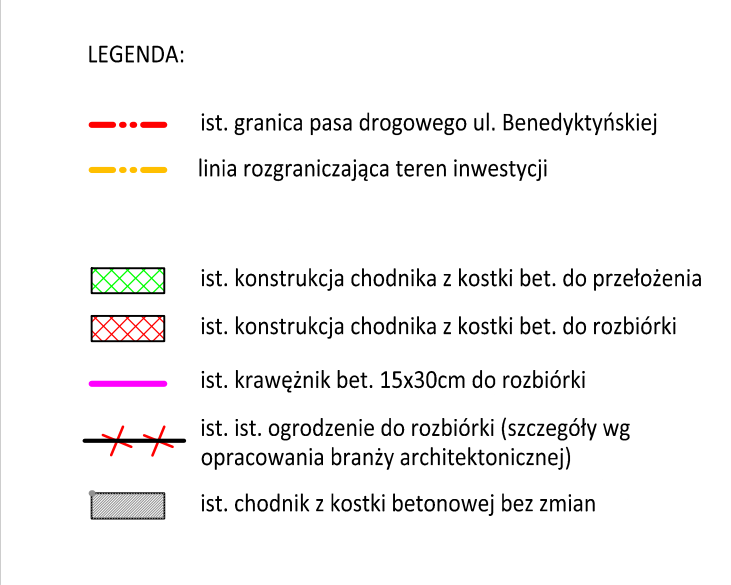 LEGENDA:
ist. granica pasa drogowego ul. Benedyktyńskiej
linia rozgraniczająca teren inwestycji
ist. konstrukcja chodnika z kostki bet. do przełożenia
ist. konstrukcja chodnika z kostki bet. do rozbiórki
ist. krawężnik bet. 15x30cm do rozbiórki
ist. ist. ogrodzenie do rozbiórki (szczegóły wg
opracowania branży architektonicznej)
ist. chodnik z kostki betonowej bez zmian